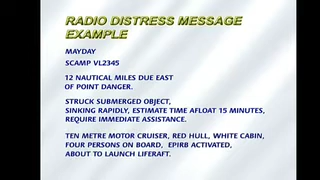 RADIO DISTRESS MESSAGE
EXAMPLE
MAYDAY
SCAMP VL2345
12 NAUTICAL MILES DUE EAST
OF POINT DANGER.
STRUCK SUBMERGED OBJECT,
SINKING RAPIDLY, ESTIMATE TIME AFLOAT 15 MINUTES,
REQUIRE IMMEDIATE ASSISTANCE.
TEN METRE MOTOR CRUISER, RED HULL, WHITE CABIN,
FOUR PERSONS ON BOARD,  EPIRB ACTIVATED,
ABOUT TO LAUNCH LIFERAFT.